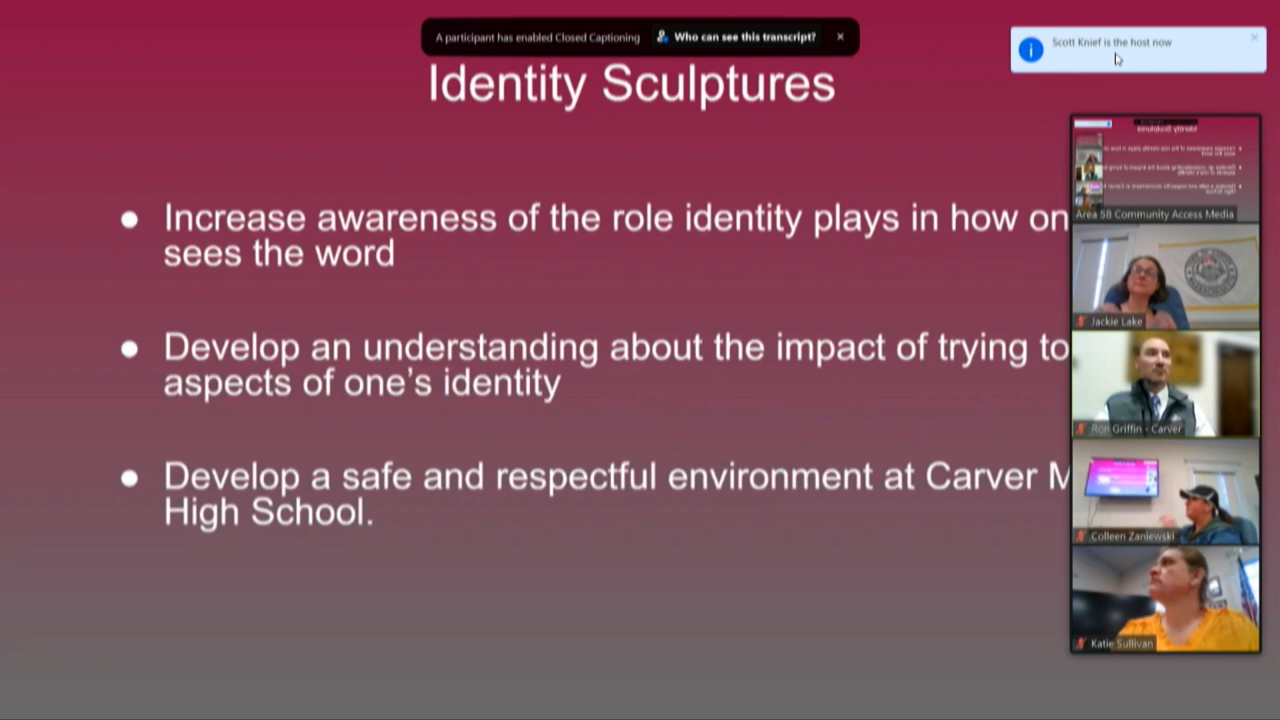 A participant has enabled Closed Captioning Who can see this transcript?
Scott Knief is the host now
Identity Sculptures
Increase awareness of the role identity plays in how on
sees the word
Develop an understanding about the impact of trying to
aspects of one's identity
Develop a safe and respectful environment at Carver M
High School.
Area 58 Community Access Media
Jackie Lake
Ron Griffin - Carver
Colleen Zaniewski
Katie Sullivan